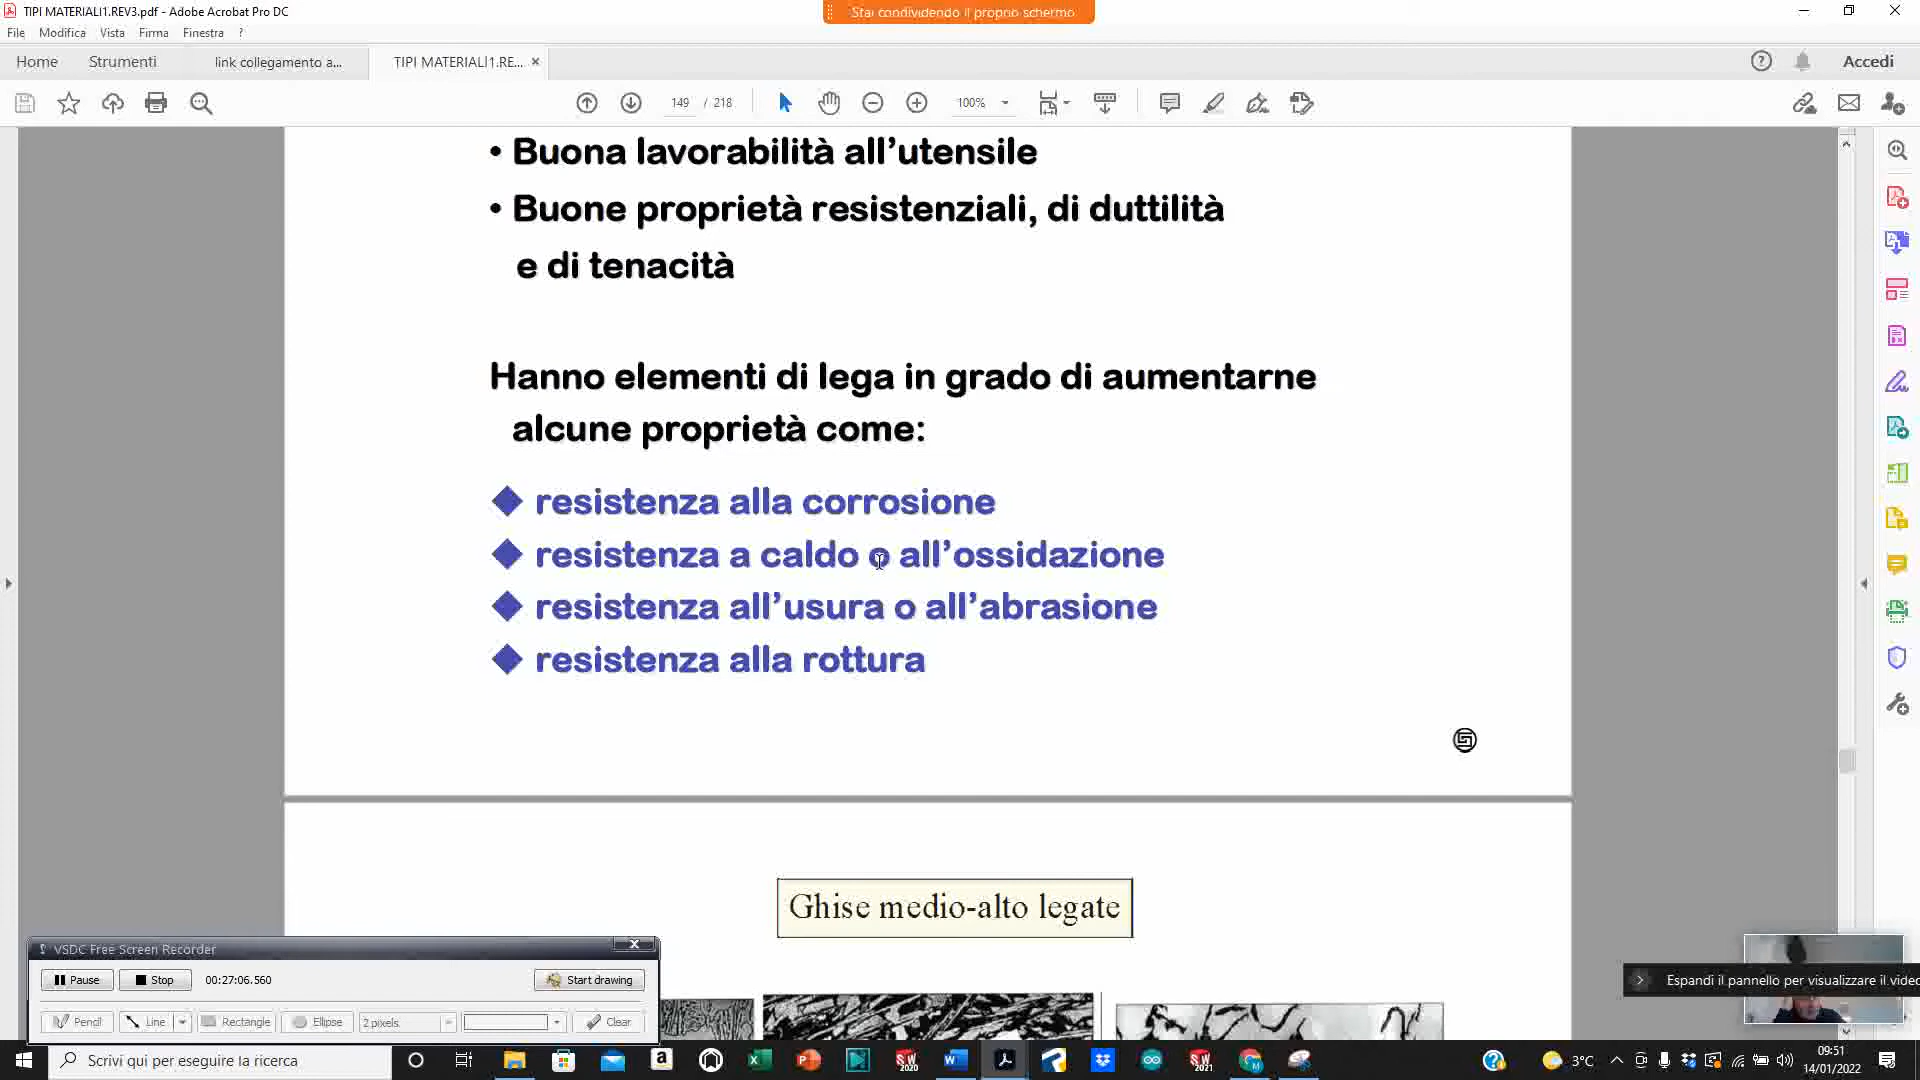 TIPI MATERIALI1.REV3.pdf - Adobe Acrobat Pro DC
Stai condividendo il proprio schermo
File Modifica Vista Firma Finestra ?
Home Strumenti link collegamento a... TIPI MATERIALI1.RE... × Accedi
149 / 218 100%
• Buona lavorabilità all’utensile
• Buone proprietà resistenziali, di duttilità
e di tenacità
Hanno elementi di lega in grado di aumentarne
alcune proprietà come:
resistenza alla corrosione
resistenza a caldo o all’ossidazione
resistenza all’usura o all’abrasione
resistenza alla rottura
Ghise medio-alto legate
VSDC Free Screen Recorder
Pause Stop 00:27:06.560 Start drawing
Pencil Line Rectangle Ellipse 2 pixels Clear
Espandi il pannello per visualizzare il video
Scrivi qui per eseguire la ricerca
3°C
09:51
14/01/2022